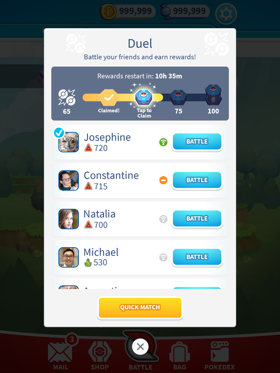 999,999
999,999
Duel
Battle your friends and earn rewards!
Rewards restart in: 10h 35m
65
Claimed!
Tap to
Claim
75
100
Josephine
720
BATTLE
Constantine
715
BATTLE
Natalia
700
BATTLE
Michael
530
BATTLE
QUICK MATCH
3
MAIL
SHOP
BATTLE
BAG
POKEDEX